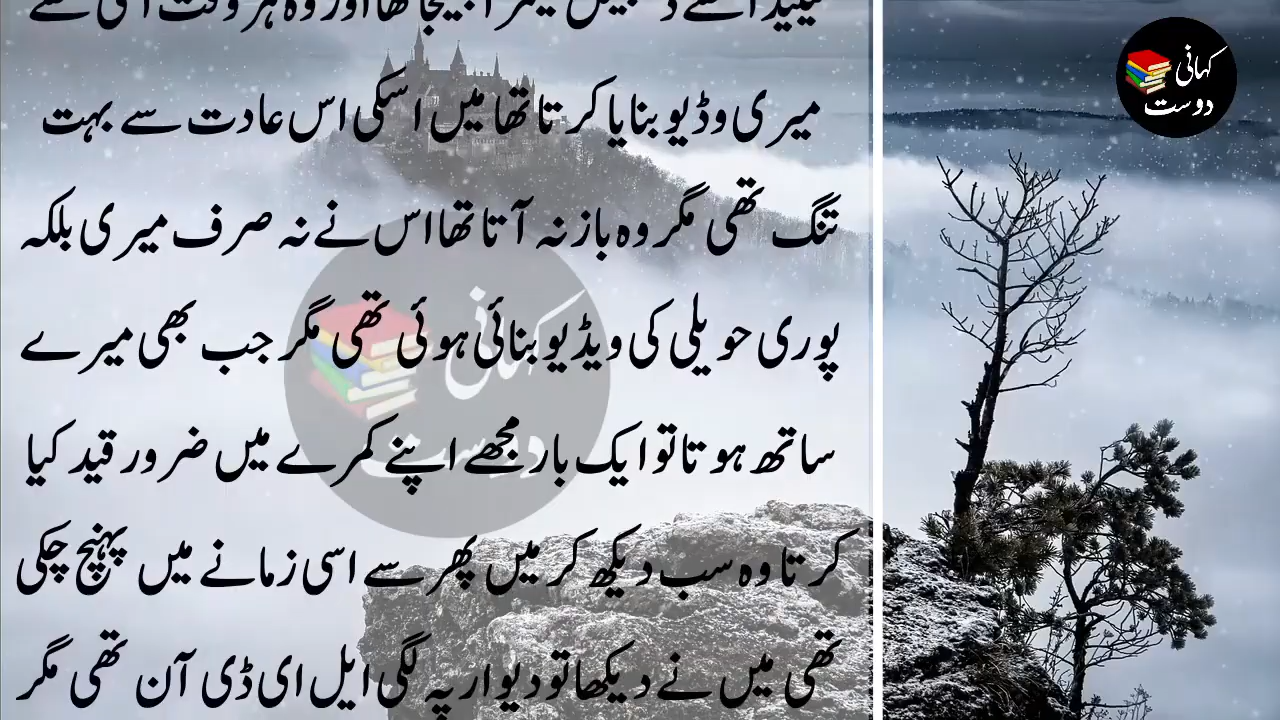 میری وڈیو بنایا کرتا تھا میں اسکی اس عادت سے بہت
تنگ تھی مگر وہ باز نہ آتا تھا اس نے نہ صرف میری بلکہ
پوری حویلی کی ویڈیو بنائی ہوئی تھی مگر جب بھی میرے
ساتھ ہوتا تو ایک بار مجھے اپنے کمرے میں ضرور قید کیا
کرتا وہ سب دیکھ کر میں پھر سے اسی زمانے میں پہنچ چکی
تھی میں نے دیکھا تو دیوار پہ لگی ایل ای ڈی آن تھی مگر
کہانی
دوست
کہانی
دوست